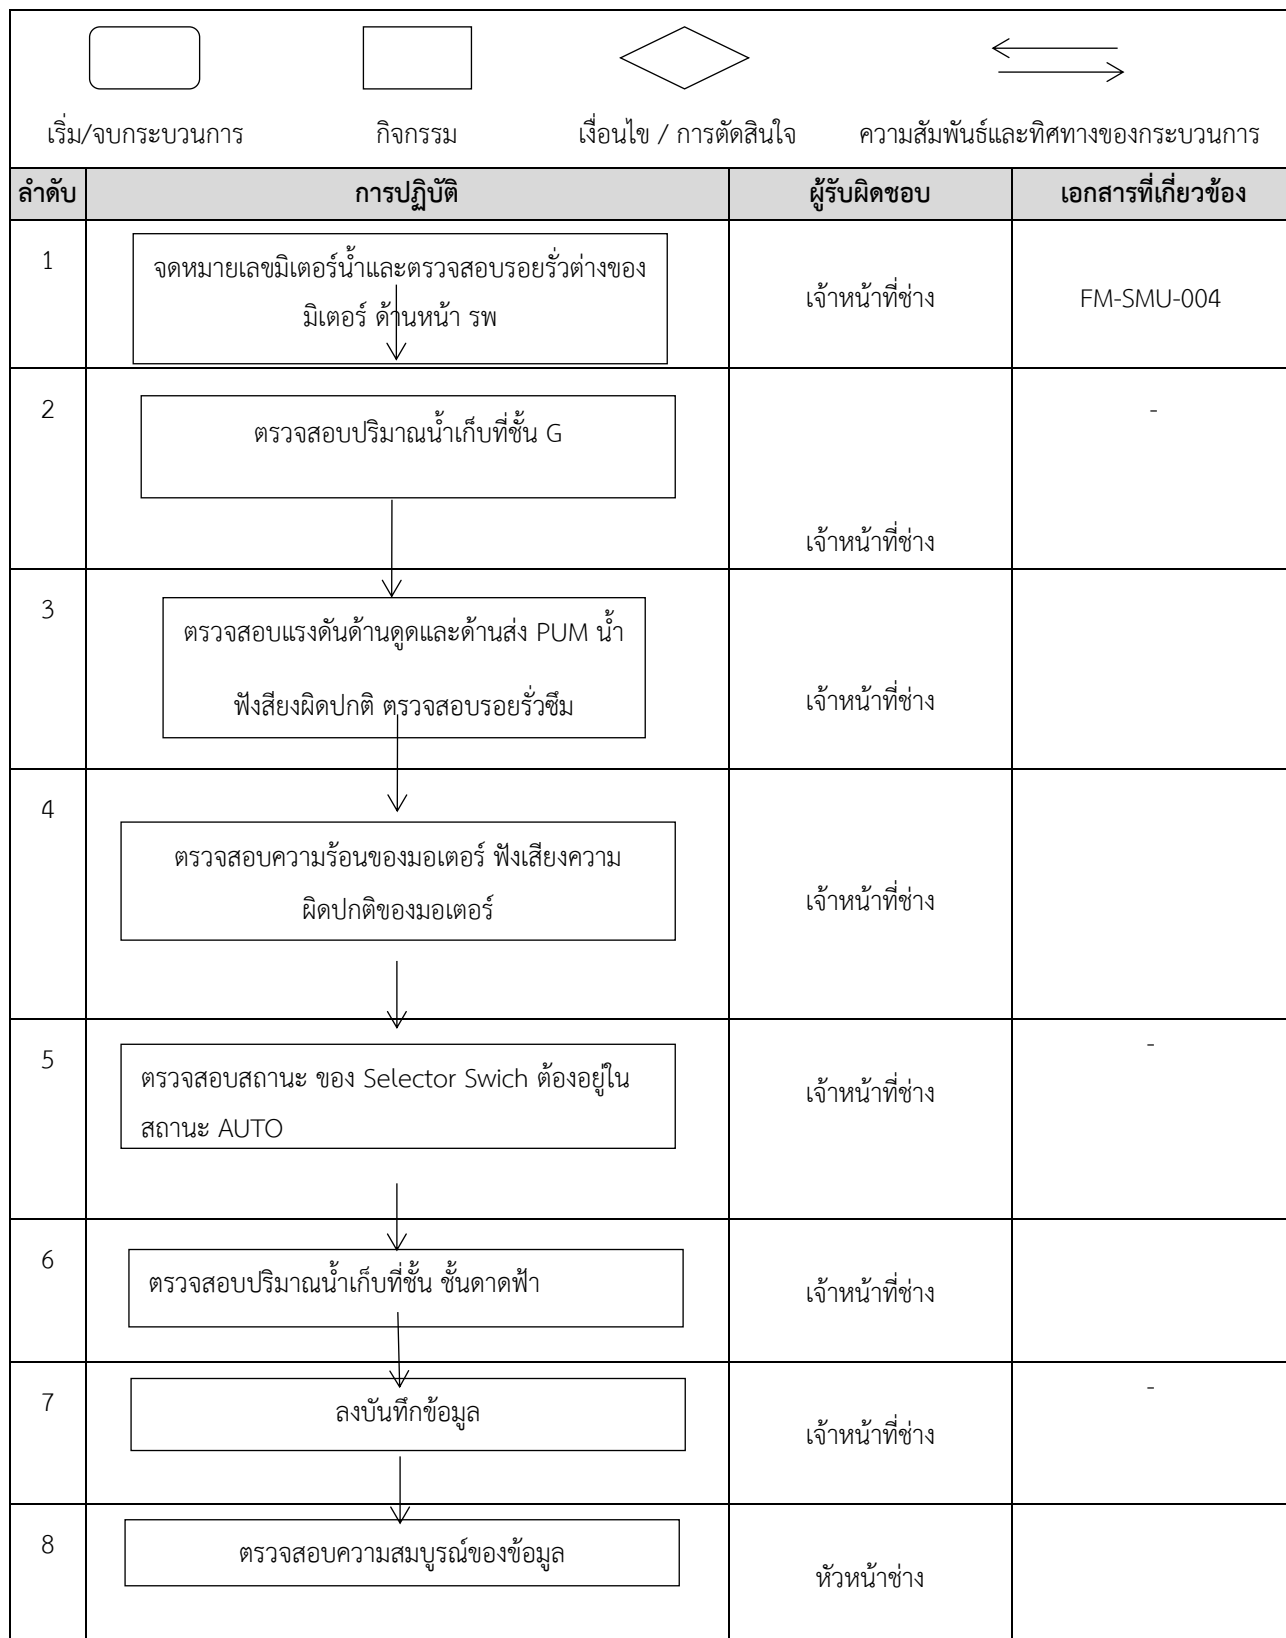 เริ่ม/จบกระบวนการ กิจกรรม เงื่อนไข / การตัดสินใจ ความสัมพันธ์และทิศทางของกระบวนการ
ลำดับ การปฏิบัติ ผู้รับผิดชอบ เอกสารที่เกี่ยวข้อง
1
จดหมายเลขมิเตอร์น้ำและตรวจสอบรอยรั่วต่างของ
มิเตอร์ ด้านหน้า รพ
เจ้าหน้าที่ช่าง
FM-SMU-004
2
ตรวจสอบปริมาณน้ำเก็บที่ชั้น G
เจ้าหน้าที่ช่าง
-
3
ตรวจสอบแรงดันด้านดูดและด้านส่ง PUM น้ำ
ฟังสียงผิดปกติ ตรวจสอบรอยรั่วซึม
เจ้าหน้าที่ช่าง
4
ตรวจสอบความร้อนของมอเตอร์ ฟังเสียงความ
ผิดปกติของมอเตอร์
เจ้าหน้าที่ช่าง
5
ตรวจสอบสถานะ ของ Selector Swich ต้องอยู่ใน
สถานะ AUTO
เจ้าหน้าที่ช่าง
-
6
ตรวจสอบปริมาณน้ำเก็บที่ชั้น ชั้นดาดฟ้า
เจ้าหน้าที่ช่าง
7
ลงบันทึกข้อมูล
เจ้าหน้าที่ช่าง
-
8
ตรวจสอบความสมบูรณ์ของข้อมูล
หัวหน้าช่าง